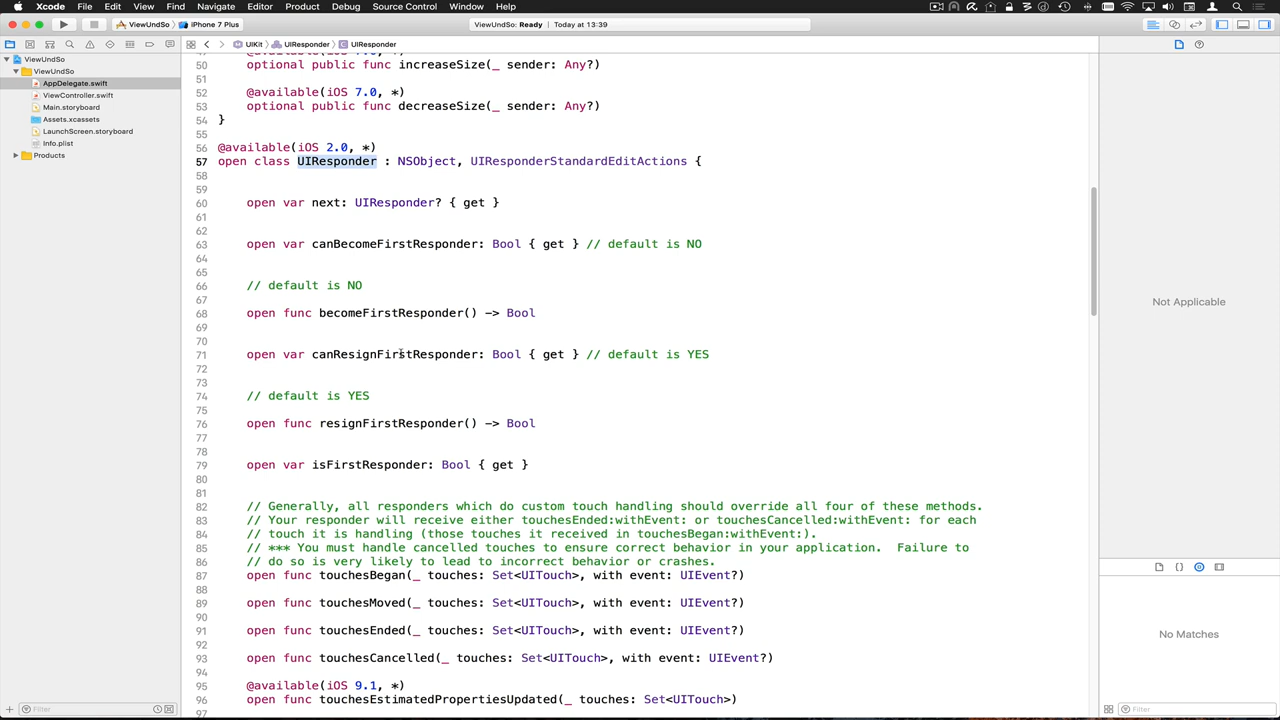 Xcode File Edit View Find Navigate Editor Product Debug Source Control Window Help
ViewUndSo iPhone 7 Plus
ViewUndSo: Ready Today at 13:39
UIKit UIResponder UIResponder
ViewUndSo
ViewUndSo
AppDelegate.swift
ViewController.swift
Main.storyboard
Assets.xcassets
LaunchScreen.storyboard
Info.plist
Products
50 optional public func increaseSize(_ sender: Any?)
51
52 @available(iOS 7.0, *)
53 optional public func decreaseSize(_ sender: Any?)
54 }
55
56 @available(iOS 2.0, *)
57 open class UIResponder : NSObject, UIResponderStandardEditActions {
58
59
60 open var next: UIResponder? { get }
61
62
63 open var canBecomeFirstResponder: Bool { get } // default is NO
64
65
66 // default is NO
67
68 open func becomeFirstResponder() -> Bool
69
70
71 open var canResignFirstResponder: Bool { get } // default is YES
72
73
74 // default is YES
75
76 open func resignFirstResponder() -> Bool
77
78
79 open var isFirstResponder: Bool { get }
80
81
82 // Generally, all responders which do custom touch handling should override all four of these methods.
83 // Your responder will receive either touchesEnded:withEvent: or touchesCancelled:withEvent: for each
84 // touch it is handling (those touches it received in touchesBegan:withEvent:).
85 // *** You must handle cancelled touches to ensure correct behavior in your application.  Failure to
86 // do so is very likely to lead to incorrect behavior or crashes.
87 open func touchesBegan(_ touches: Set<UITouch>, with event: UIEvent?)
88
89 open func touchesMoved(_ touches: Set<UITouch>, with event: UIEvent?)
90
91 open func touchesEnded(_ touches: Set<UITouch>, with event: UIEvent?)
92
93 open func touchesCancelled(_ touches: Set<UITouch>, with event: UIEvent?)
94
95 @available(iOS 9.1, *)
96 open func touchesEstimatedPropertiesUpdated(_ touches: Set<UITouch>)
97
Not Applicable
No Matches
Filter
Filter